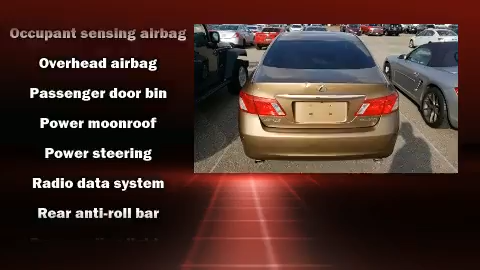 Occupant sensing airbag
Overhead airbag
Passenger door bin
Power moonroof
Power steering
Radio data system
Rear anti-roll bar